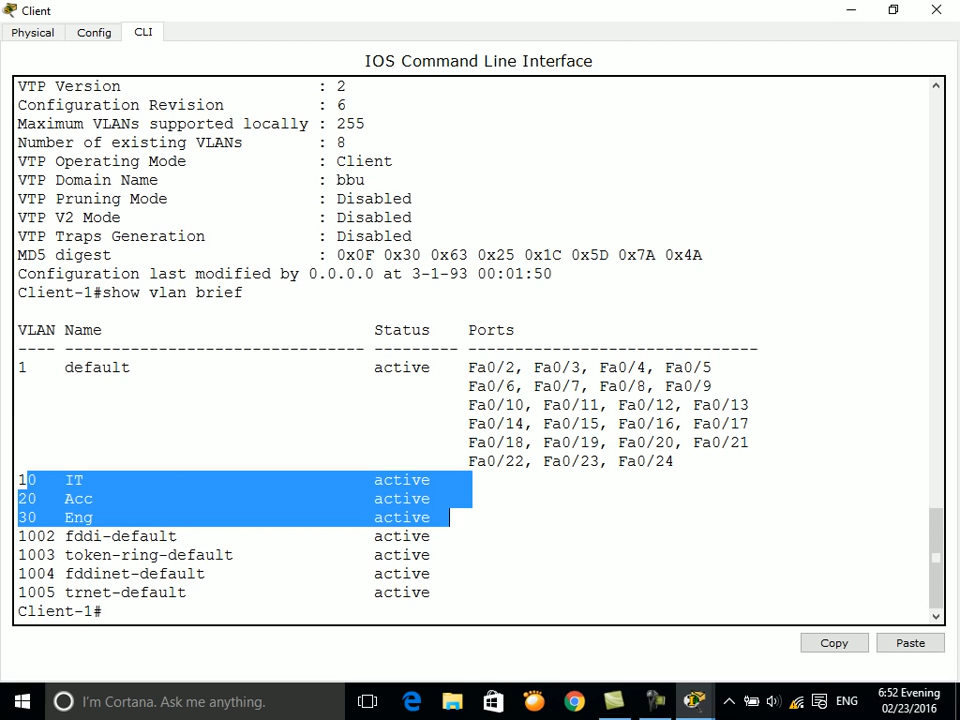 Client
Physical Config CLI
IOS Command Line Interface
VTP Version : 2
Configuration Revision : 6
Maximum VLANs supported locally : 255
Number of existing VLANs : 8
VTP Operating Mode : Client
VTP Domain Name : bbu
VTP Pruning Mode : Disabled
VTP V2 Mode : Disabled
VTP Traps Generation : Disabled
MD5 digest : 0x0F 0x30 0x63 0x25 0x1C 0x5D 0x7A 0x4A
Configuration last modified by 0.0.0.0 at 3-1-93 00:01:50
Client-1#show vlan brief
VLAN Name Status Ports
---- -------------------------------- --------- -------------------------------
1 default active Fa0/2, Fa0/3, Fa0/4, Fa0/5
Fa0/6, Fa0/7, Fa0/8, Fa0/9
Fa0/10, Fa0/11, Fa0/12, Fa0/13
Fa0/14, Fa0/15, Fa0/16, Fa0/17
Fa0/18, Fa0/19, Fa0/20, Fa0/21
Fa0/22, Fa0/23, Fa0/24
10 IT active
20 Acc active
30 Eng active
1002 fddi-default active
1003 token-ring-default active
1004 fddinet-default active
1005 trnet-default active
Client-1#
Copy Paste
I'm Cortana. Ask me anything. ENG 6:52 Evening
02/23/2016